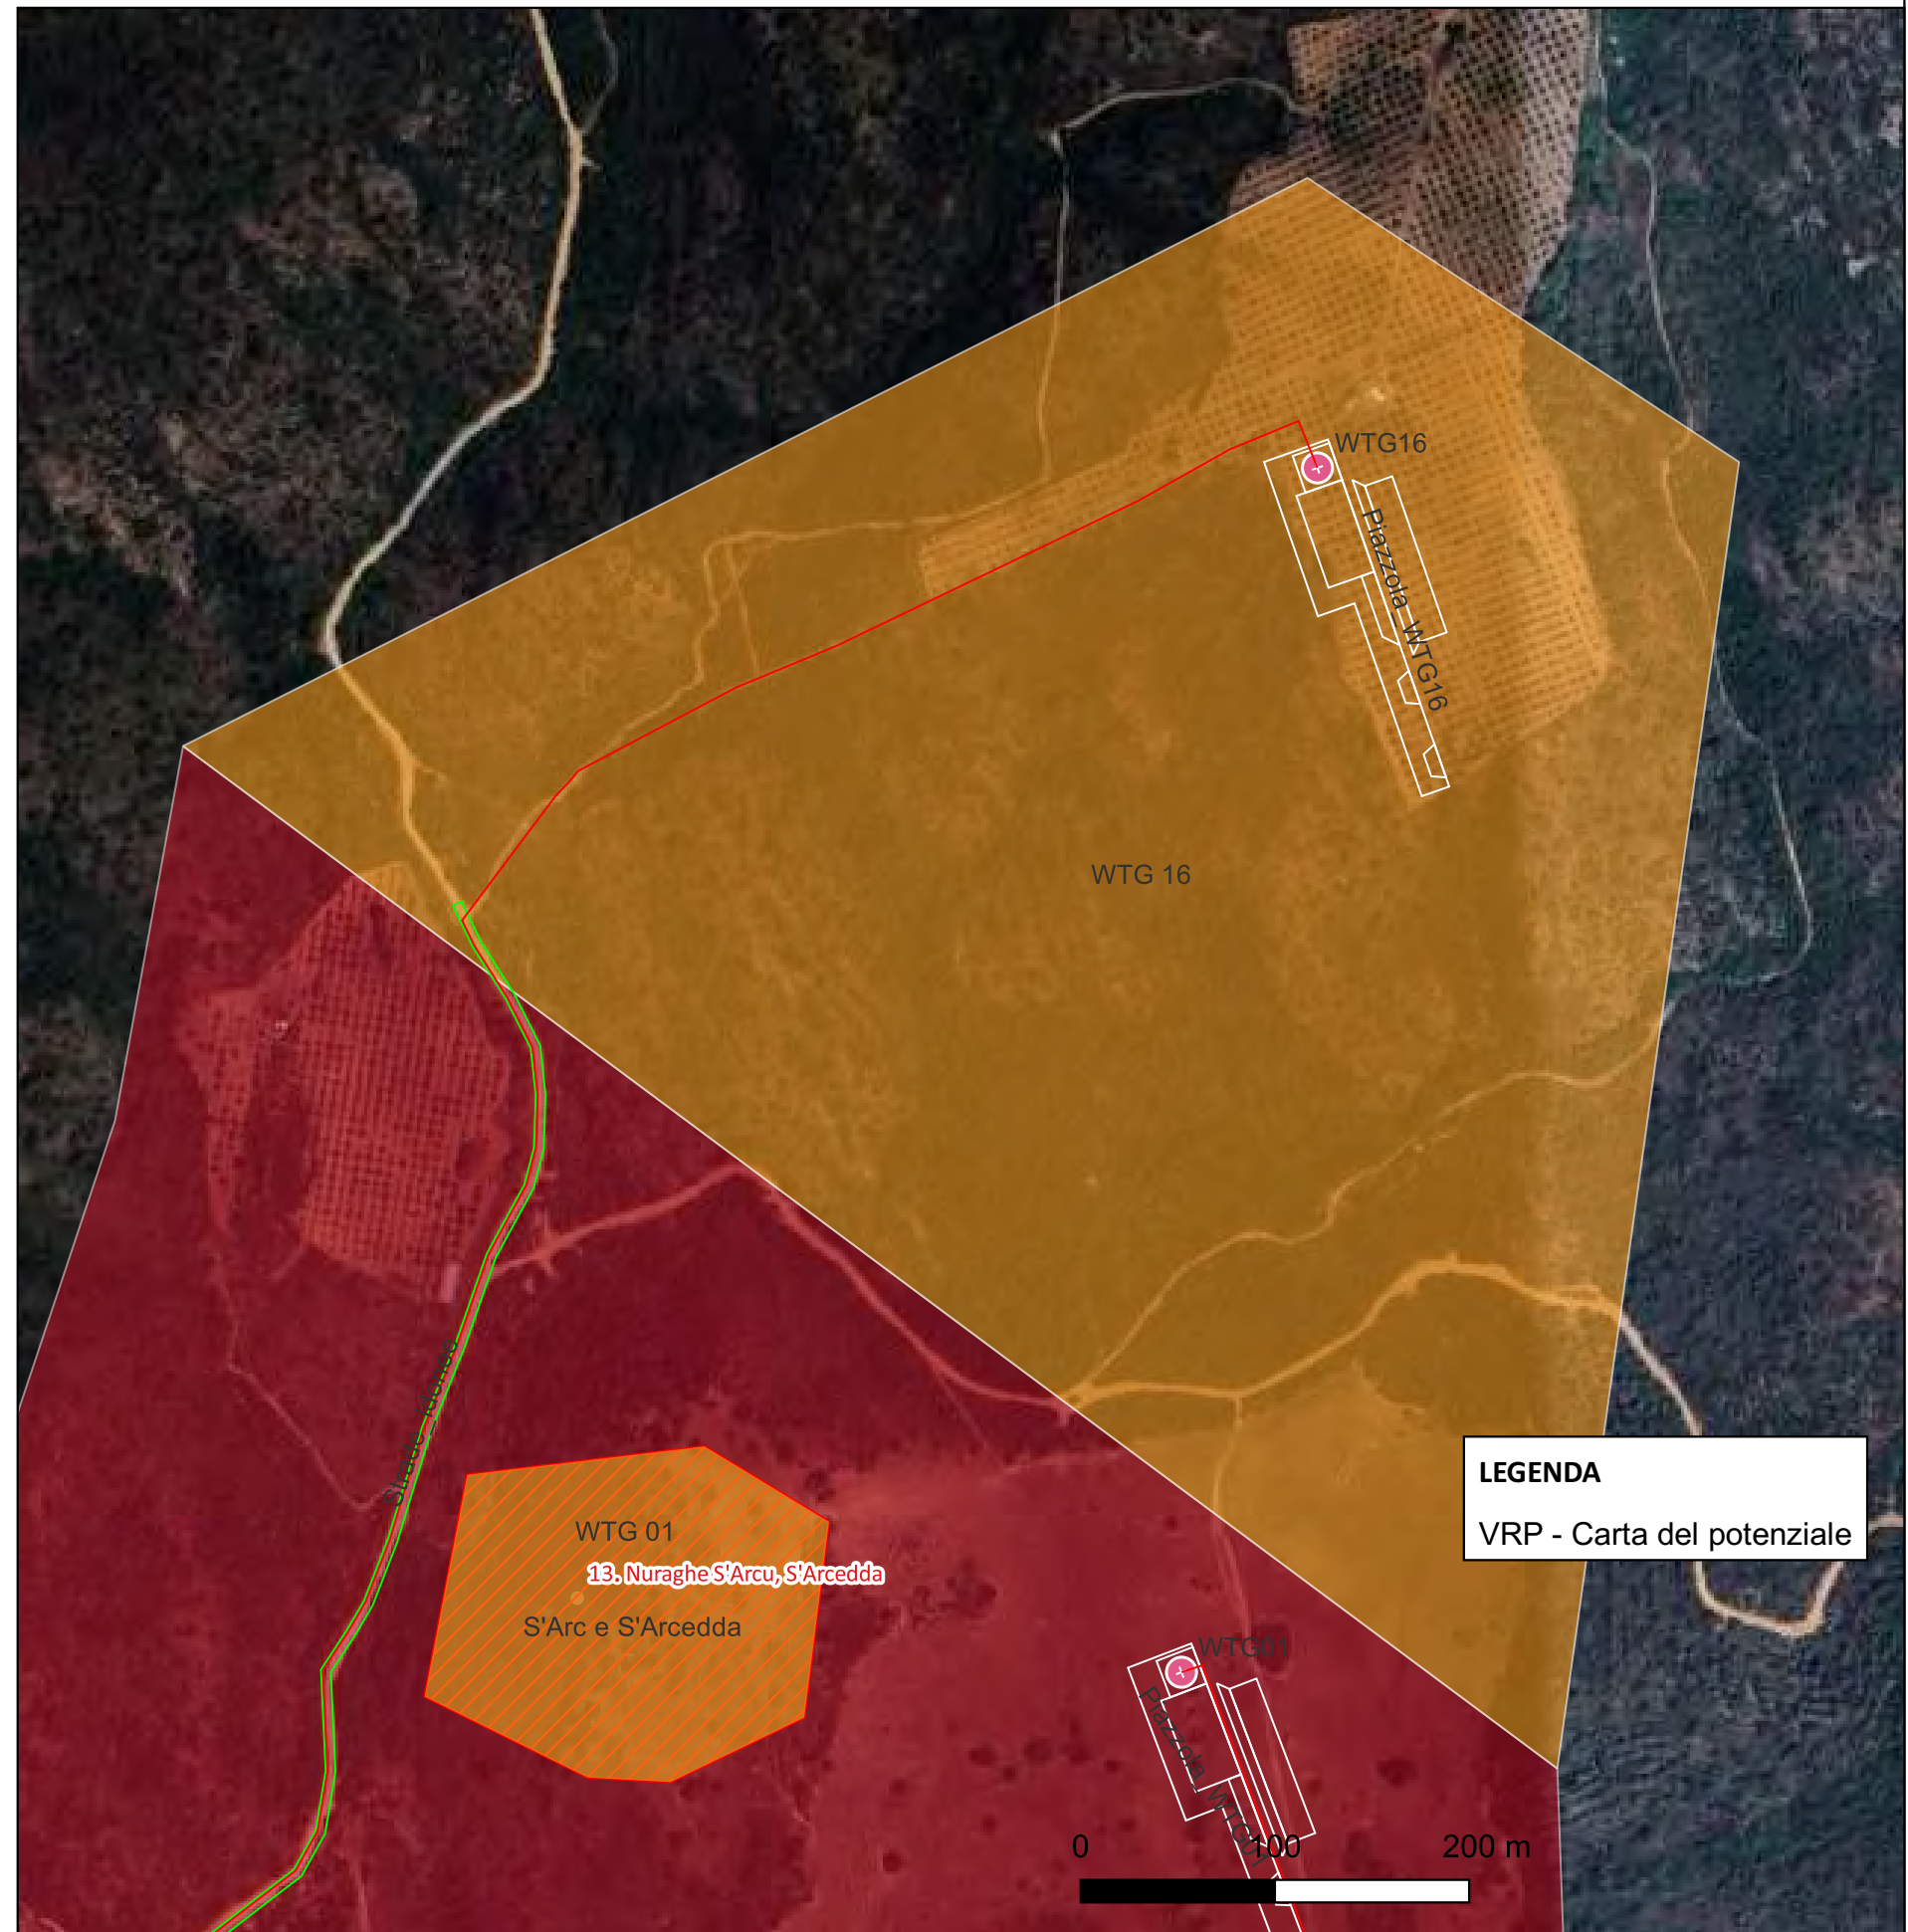 WTG16
Piazzola_WTG16
WTG 16
LEGENDA
VRP - Carta del potenziale
WTG 01
13. Nuraghe S'Arcu, S'Arcedda
S'Arc e S'Arcedda
WTG01
Piazzola_WTG01
0 100 200 m